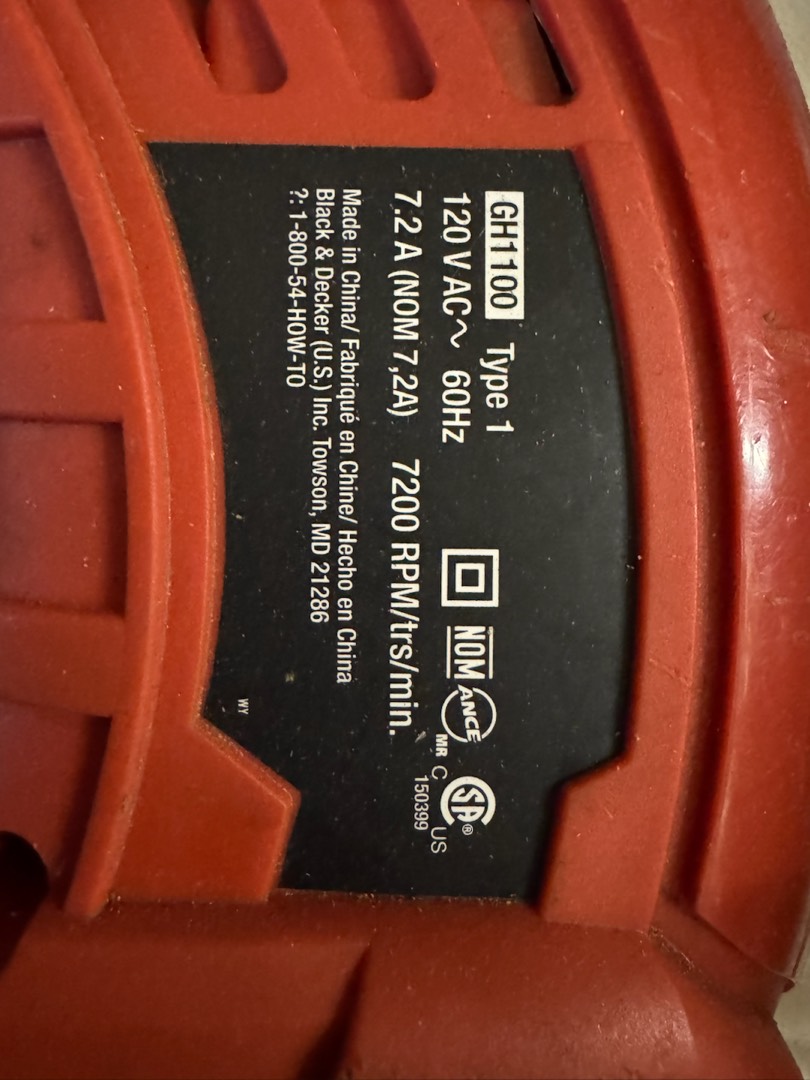 GH1100 Type 1
120 V AC~ 60Hz
7.2 A (NOM 7,2A) 7200 RPM/trs/min.
NOM ANCE MR
C SA® US
150399
Made in China/ Fabriqué en Chine/ Hecho en China
Black & Decker (U.S.) Inc. Towson, MD 21286
?: 1-800-54-HOW-TO
WY